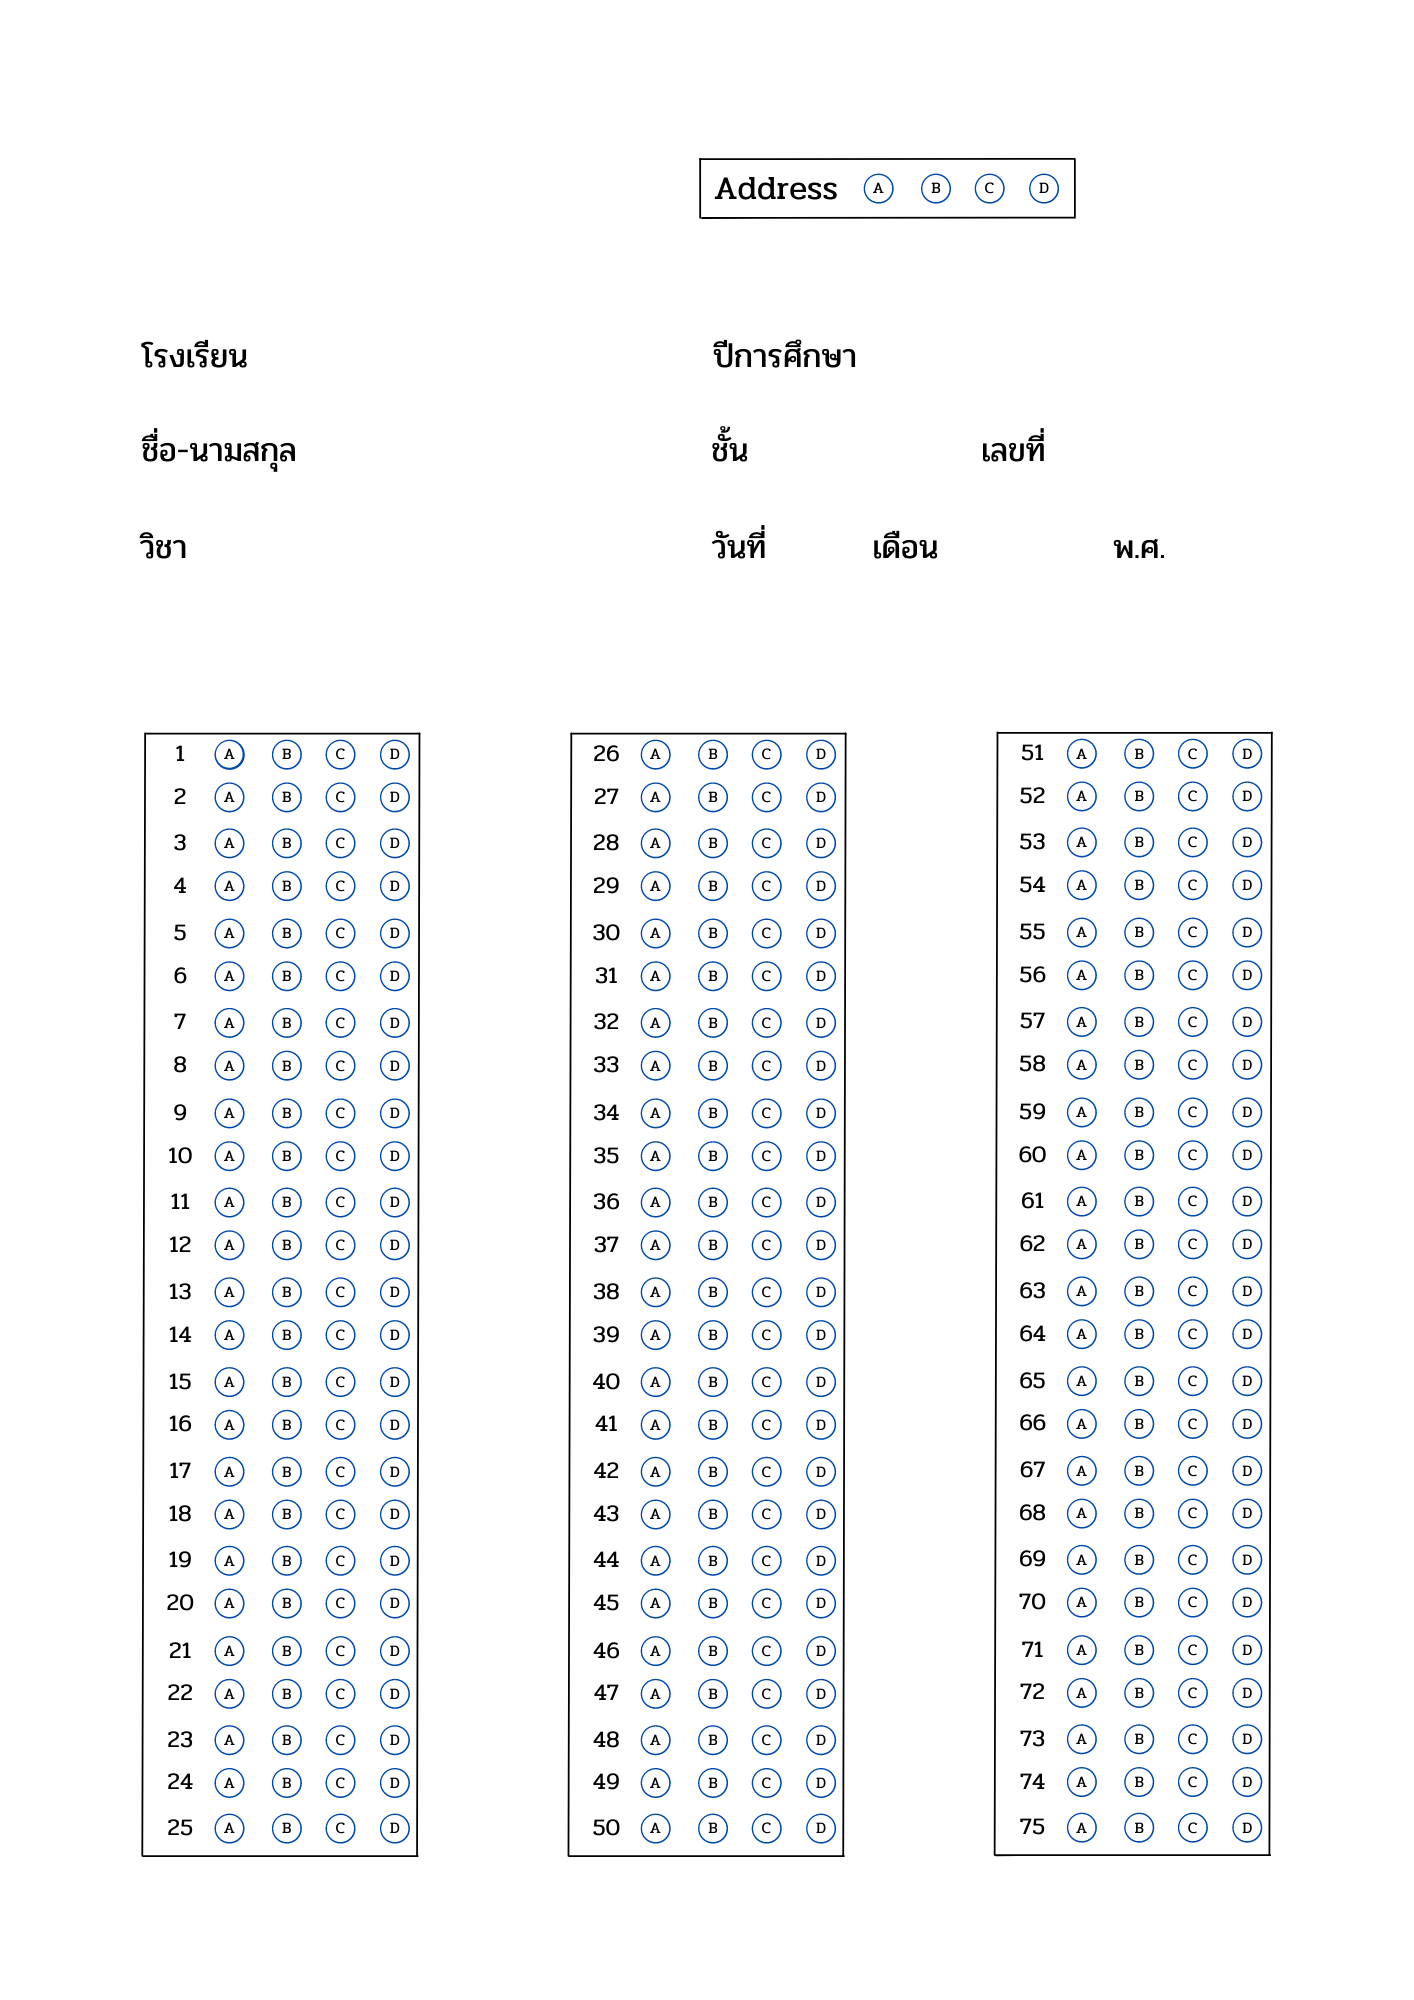 Address A B C D
โรงเรียน ปีการศึกษา
ชื่อ-นามสกุล ชั้น เลขที่
วิชา วันที่ เดือน พ.ศ.
1 A B C D
2 A B C D
3 A B C D
4 A B C D
5 A B C D
6 A B C D
7 A B C D
8 A B C D
9 A B C D
10 A B C D
11 A B C D
12 A B C D
13 A B C D
14 A B C D
15 A B C D
16 A B C D
17 A B C D
18 A B C D
19 A B C D
20 A B C D
21 A B C D
22 A B C D
23 A B C D
24 A B C D
25 A B C D
26 A B C D
27 A B C D
28 A B C D
29 A B C D
30 A B C D
31 A B C D
32 A B C D
33 A B C D
34 A B C D
35 A B C D
36 A B C D
37 A B C D
38 A B C D
39 A B C D
40 A B C D
41 A B C D
42 A B C D
43 A B C D
44 A B C D
45 A B C D
46 A B C D
47 A B C D
48 A B C D
49 A B C D
50 A B C D
51 A B C D
52 A B C D
53 A B C D
54 A B C D
55 A B C D
56 A B C D
57 A B C D
58 A B C D
59 A B C D
60 A B C D
61 A B C D
62 A B C D
63 A B C D
64 A B C D
65 A B C D
66 A B C D
67 A B C D
68 A B C D
69 A B C D
70 A B C D
71 A B C D
72 A B C D
73 A B C D
74 A B C D
75 A B C D